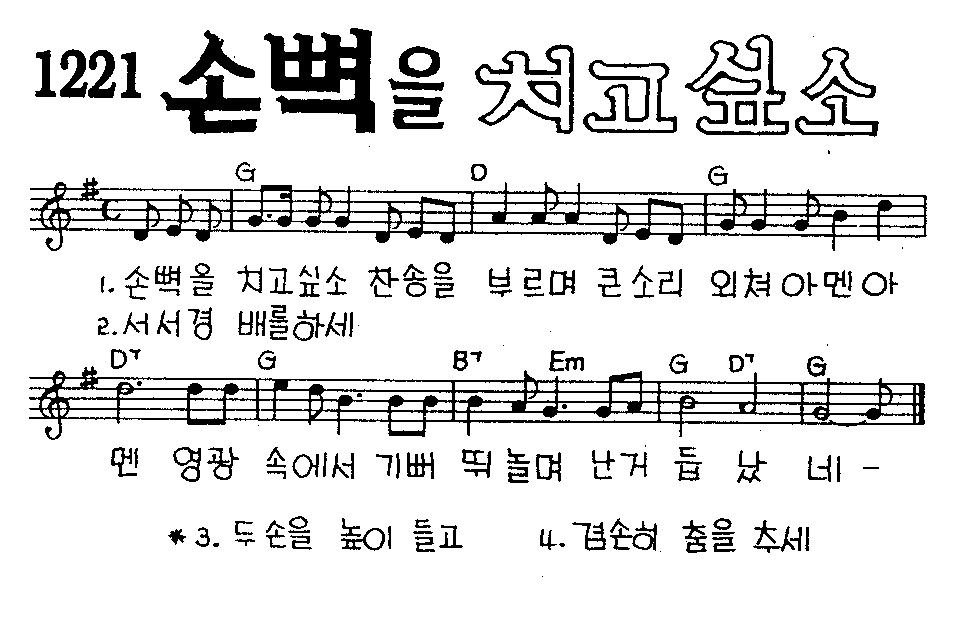 1221 손뼉을 치고싶소
G D G
1. 손뼉을 치고싶소 찬송을 부르며 큰소리 외쳐아멘아
2. 서서경 배를하세
D7 G B7 Em G D7 G
멘 영광 속에서 기뻐 뛰놀며 난거 듭 났 네 -
* 3. 두손을 높이 들고 4. 겸손히 춤을 추세